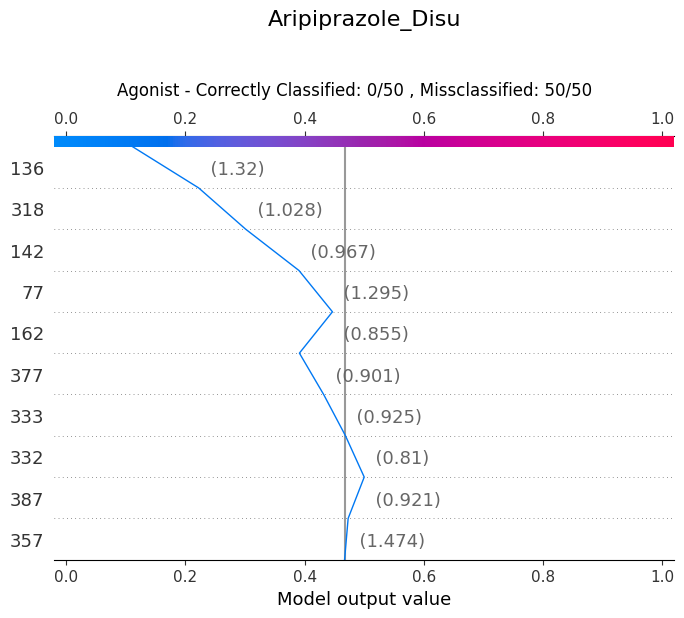 Aripiprazole_Disu
Agonist - Correctly Classified: 0/50 , Missclassified: 50/50
0.0 0.2 0.4 0.6 0.8 1.0
136 (1.32)
318 (1.028)
142 (0.967)
77 (1.295)
162 (0.855)
377 (0.901)
333 (0.925)
332 (0.81)
387 (0.921)
357 (1.474)
0.0 0.2 0.4 0.6 0.8 1.0
Model output value